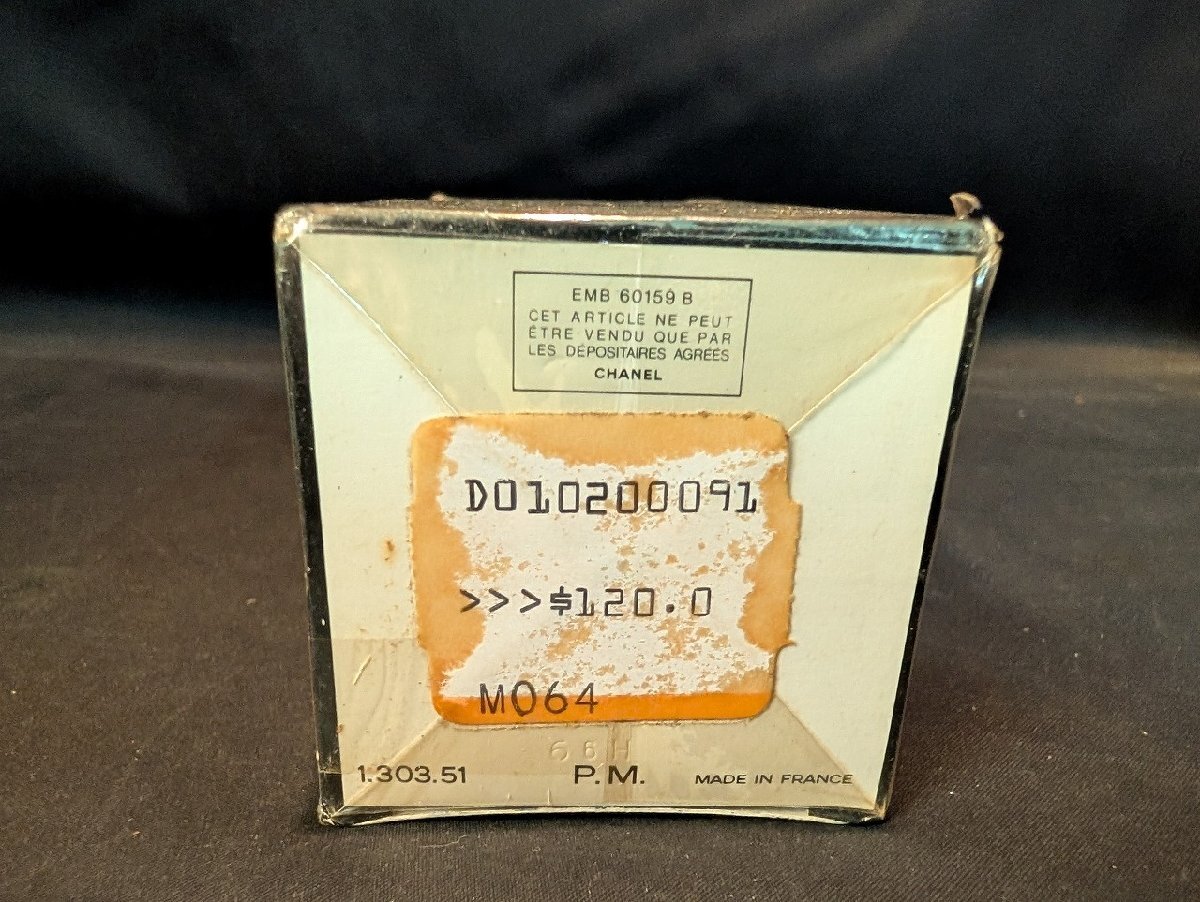 EMB 60159 B
CET ARTICLE NE PEUT
ÊTRE VENDU QUE PAR
LES DÉPOSITAIRES AGRÉÉS
CHANEL
D010200091
>>>$120.0
M064
68H
1.303.51 P.M. MADE IN FRANCE